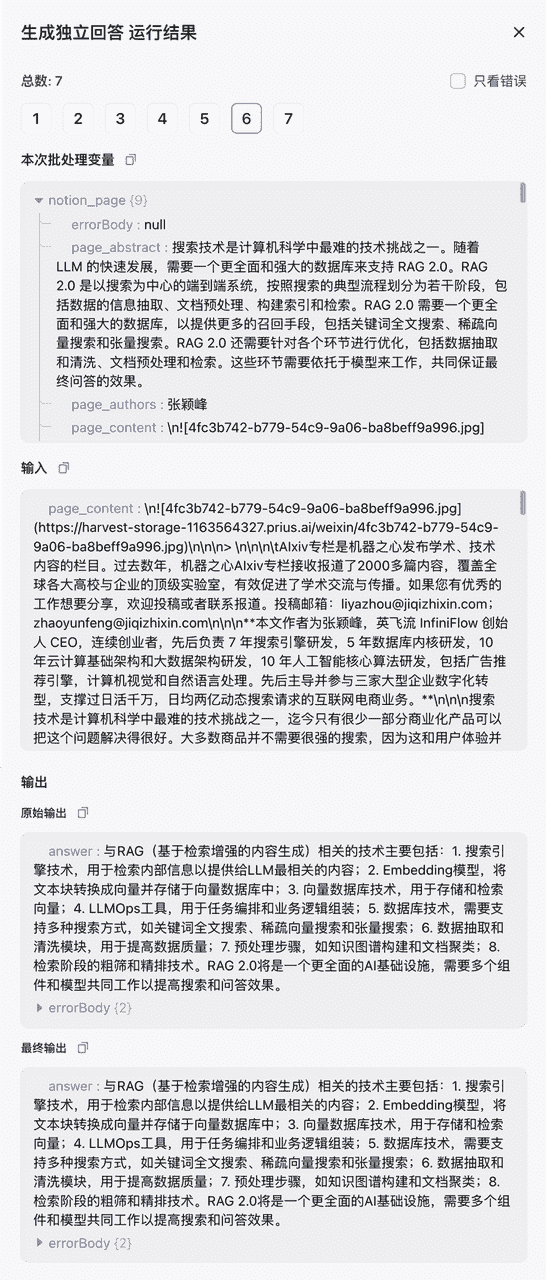 生成独立回答 运行结果
总数: 7
只看错误
1 2 3 4 5 6 7
本次批处理变量
notion_page {9}
errorBody : null
page_abstract : 搜索技术是计算机科学中最难的技术挑战之一。随着
LLM 的快速发展，需要一个更全面和强大的数据库来支持 RAG 2.0。RAG
2.0 是以搜索为中心的端到端系统，按照搜索的典型流程划分为若干阶段，包
括数据的信息抽取、文档预处理、构建索引和检索。RAG 2.0 需要一个更全
面和强大的数据库，以提供更多的召回手段，包括关键词全文搜索、稀疏向
量搜索和张量搜索。RAG 2.0 还需要针对各个环节进行优化，包括数据抽取
和清洗、文档预处理和检索。这些环节需要依托于模型来工作，共同保证最
终问答的效果。
page_authors : 张颖峰
page_content : \n![4fc3b742-b779-54c9-9a06-ba8beff9a996.jpg]
输入
page_content : \n![4fc3b742-b779-54c9-9a06-ba8beff9a996.jpg]
(https://harvest-storage-1163564327.prius.ai/weixin/4fc3b742-b779-54c9-
9a06-ba8beff9a996.jpg)\n\n\n> \n\n\n\tAIxiv专栏是机器之心发布学术、技术
内容的栏目。过去数年，机器之心AIxiv专栏接收报道了2000多篇内容，覆盖全
球各大高校与企业的顶级实验室，有效促进了学术交流与传播。如果您有优秀的
工作想要分享，欢迎投稿或者联系报道。投稿邮箱：liyazhou@jiqizhixin.com；
zhaoyunfeng@jiqizhixin.com\n\n\n**本文作者为张颖峰，英飞流 InfiniFlow 创始
人 CEO，连续创业者，先后负责 7 年搜索引擎研发，5 年数据库内核研发，10
年云计算基础架构和大数据架构研发，10 年人工智能核心算法研发，包括广告推
荐引擎，计算机视觉和自然语言处理。先后主导并参与三家大型企业数字化转
型，支撑过日活千万，日均两亿动态搜索请求的互联网电商业务。**\n\n\n搜索
技术是计算机科学中最难的技术挑战之一，迄今只有很少一部分商业化产品可以
把这个问题解决得很好。大多数商品并不需要很强的搜索，因为这和用户体验并
输出
原始输出
answer : 与RAG（基于检索增强的内容生成）相关的技术主要包括：1. 搜索引
擎技术，用于检索内部信息以提供给LLM最相关的内容；2. Embedding模型，将
文本块转换成向量并存储于向量数据库中；3. 向量数据库技术，用于存储和检索
向量；4. LLMOps工具，用于任务编排和业务逻辑组装；5. 数据库技术，需要支
持多种搜索方式，如关键词全文搜索、稀疏向量搜索和张量搜索；6. 数据抽取和
清洗模块，用于提高数据质量；7. 预处理步骤，如知识图谱构建和文档聚类；8.
检索阶段的粗筛和精排技术。RAG 2.0将是一个更全面的AI基础设施，需要多个组
件和模型共同工作以提高搜索和问答效果。
errorBody {2}
最终输出
answer : 与RAG（基于检索增强的内容生成）相关的技术主要包括：1. 搜索引
擎技术，用于检索内部信息以提供给LLM最相关的内容；2. Embedding模型，将
文本块转换成向量并存储于向量数据库中；3. 向量数据库技术，用于存储和检索
向量；4. LLMOps工具，用于任务编排和业务逻辑组装；5. 数据库技术，需要支
持多种搜索方式，如关键词全文搜索、稀疏向量搜索和张量搜索；6. 数据抽取和
清洗模块，用于提高数据质量；7. 预处理步骤，如知识图谱构建和文档聚类；8.
检索阶段的粗筛和精排技术。RAG 2.0将是一个更全面的AI基础设施，需要多个组
件和模型共同工作以提高搜索和问答效果。
errorBody {2}